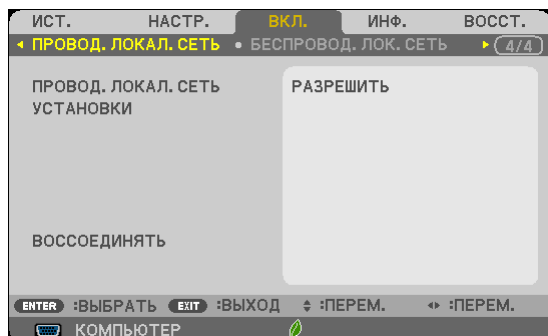 ИСТ. НАСТР. ВКЛ. ИНФ. ВОССТ.
ПРОВОД. ЛОКАЛ. СЕТЬ • БЕСПРОВОД. ЛОК. СЕТЬ 4/4
ПРОВОД. ЛОКАЛ. СЕТЬ РАЗРЕШИТЬ
УСТАНОВКИ
ВОССОЕДИНЯТЬ
ENTER :ВЫБРАТЬ EXIT :ВЫХОД :ПЕРЕМ. :ПЕРЕМ.
КОМПЬЮТЕР